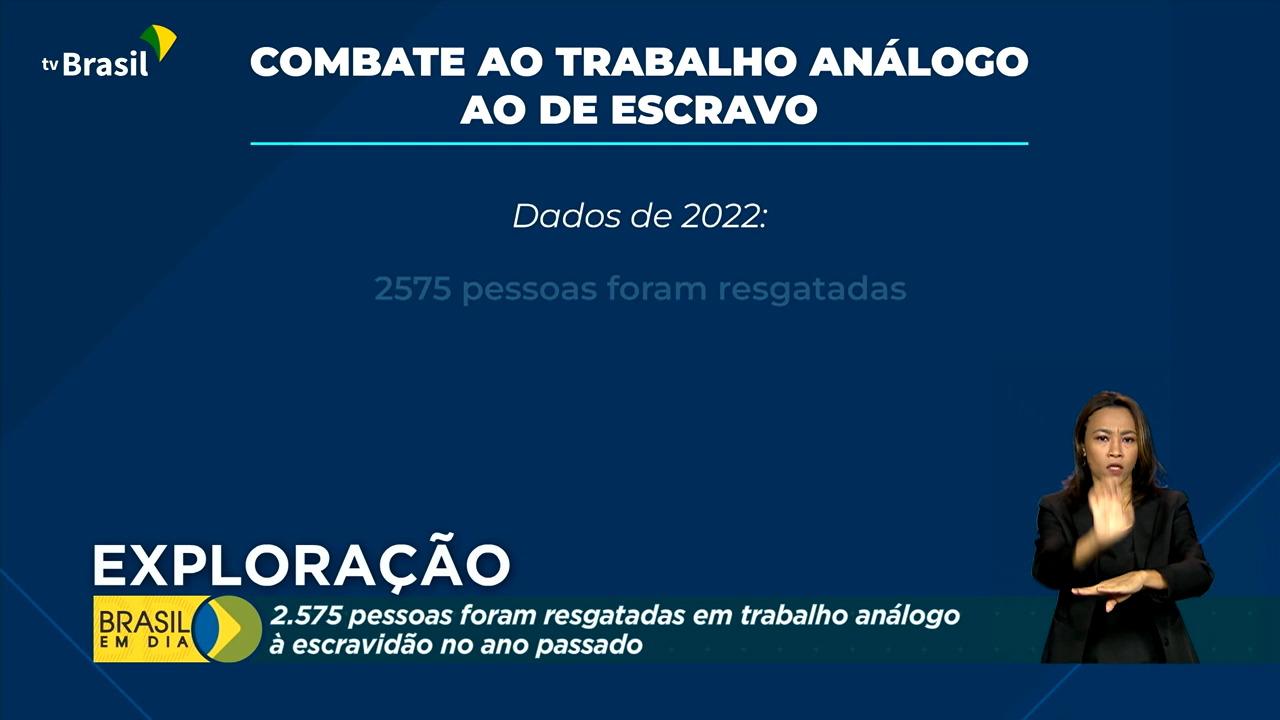 tv Brasil
COMBATE AO TRABALHO ANÁLOGO
AO DE ESCRAVO
Dados de 2022:
2575 pessoas foram resgatadas
EXPLORAÇÃO
BRASIL
EM DIA
2.575 pessoas foram resgatadas em trabalho análogo
à escravidão no ano passado